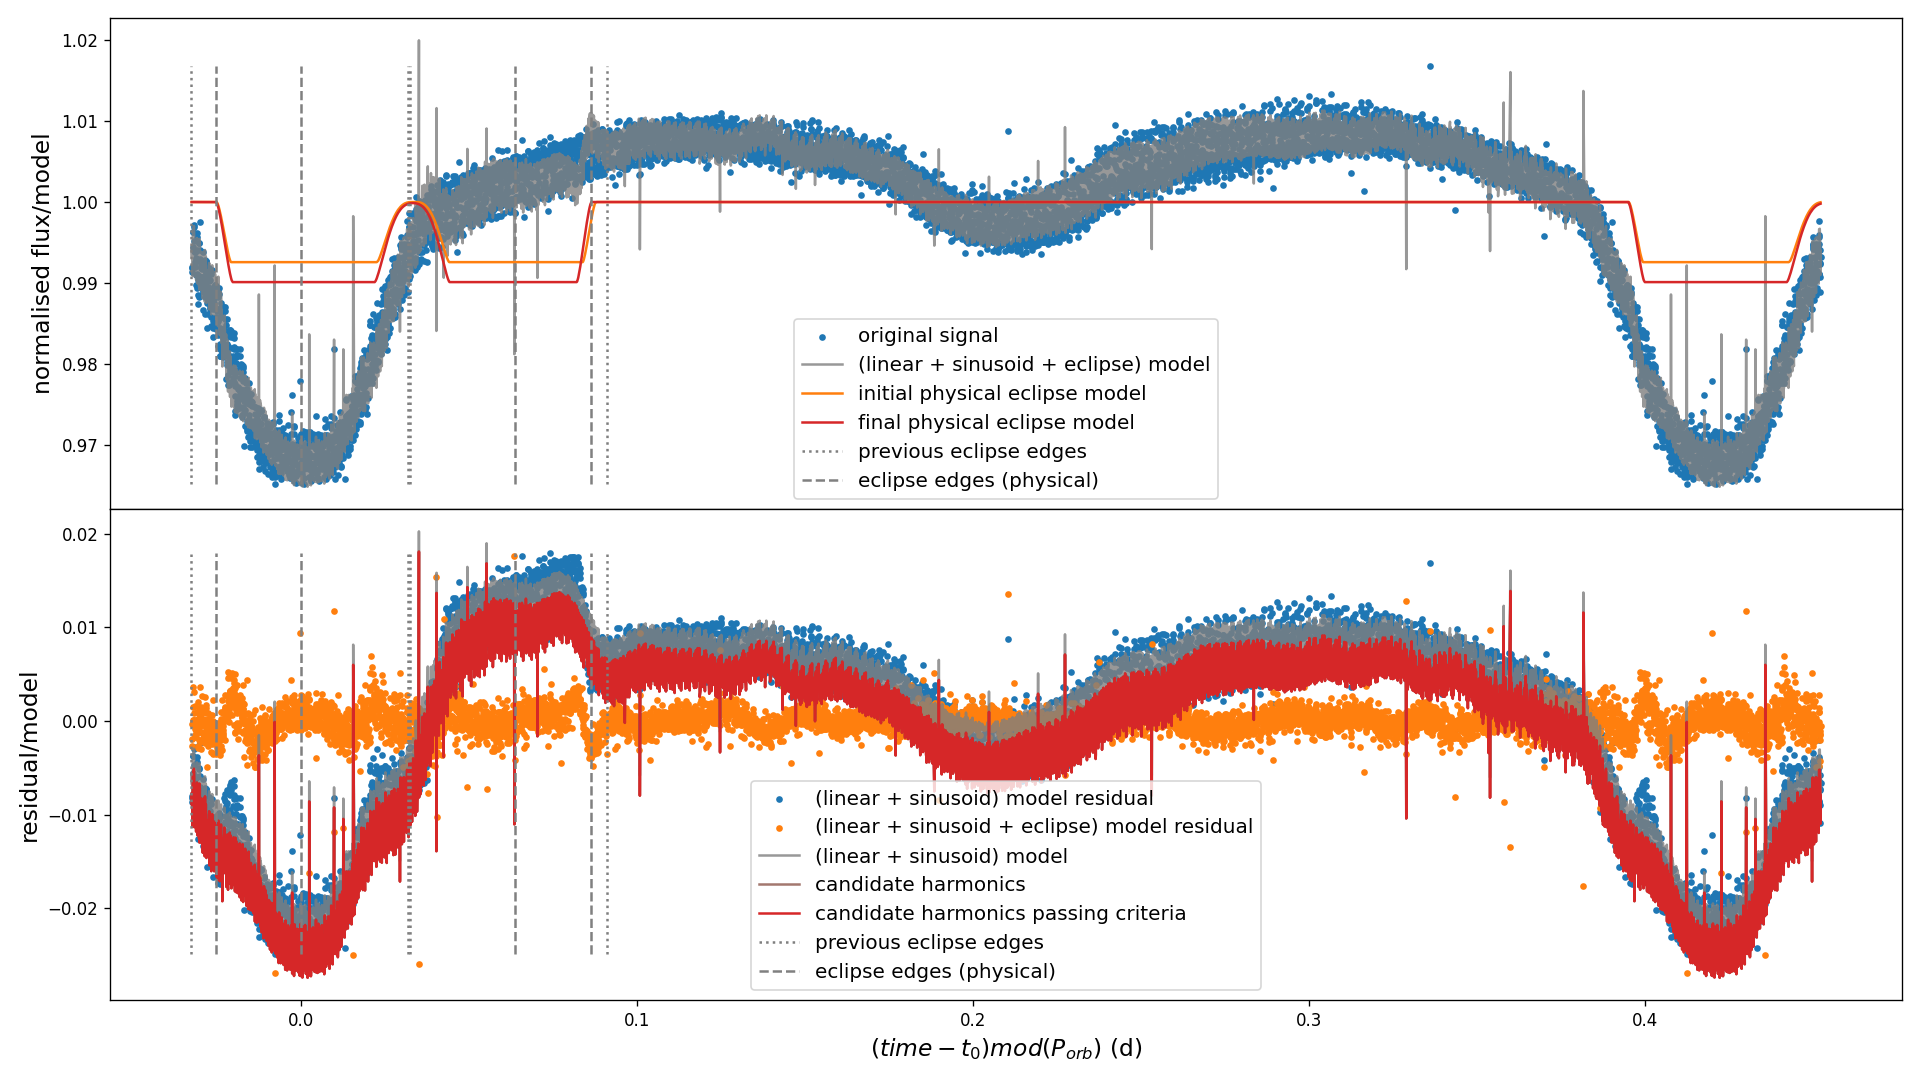 normalised flux/model
1.02
1.01
1.00
0.99
0.98
0.97
original signal
(linear + sinusoid + eclipse) model
initial physical eclipse model
final physical eclipse model
previous eclipse edges
eclipse edges (physical)
residual/model
0.02
0.01
0.00
−0.01
−0.02
(linear + sinusoid) model residual
(linear + sinusoid + eclipse) model residual
(linear + sinusoid) model
candidate harmonics
candidate harmonics passing criteria
previous eclipse edges
eclipse edges (physical)
0.0 0.1 0.2 0.3 0.4
(time − t₀)mod(Pₒᵣb) (d)